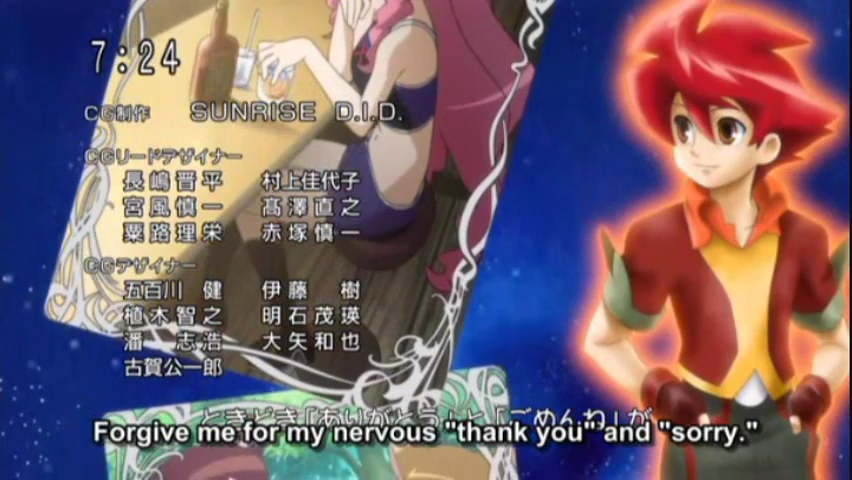 7:24
CG制作 SUNRISE D.I.D.
CGリードデザイナー
長嶋晋平 村上佳代子
宮風慎一 髙澤直之
粟路理栄 赤塚慎一
CGデザイナー
五百川 健 伊藤 樹
植木智之 明石茂瑛
潘 志浩 大矢和也
古賀公一郎
ときどき「ありがとう」と「ごめんね」が
Forgive me for my nervous "thank you" and "sorry."